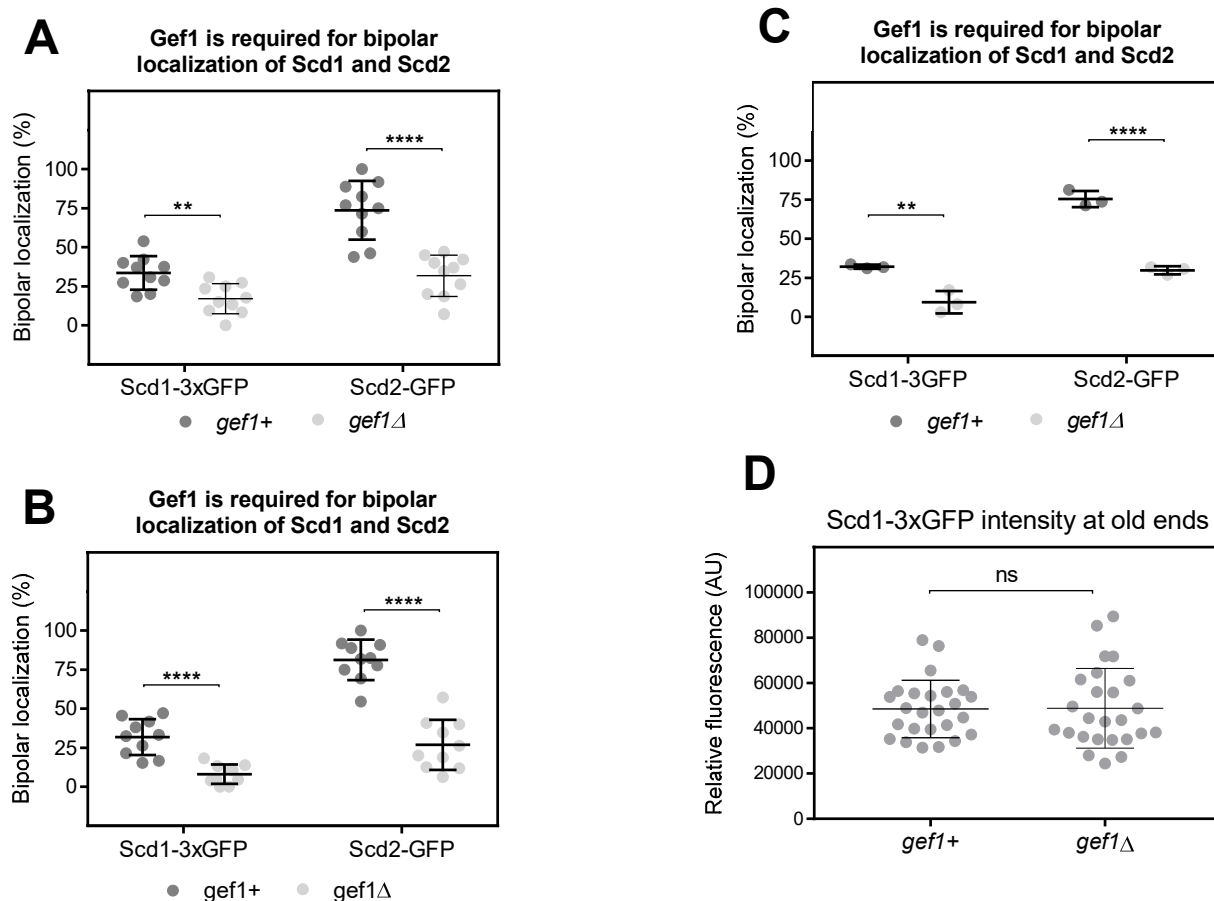 A
Gef1 is required for bipolar
localization of Scd1 and Scd2
Bipolar localization (%)
100
75
50
25
0
**
****
Scd1-3xGFP
Scd2-GFP
gef1+
gef1Δ
B
Gef1 is required for bipolar
localization of Scd1 and Scd2
Bipolar localization (%)
100
75
50
25
0
****
****
Scd1-3xGFP
Scd2-GFP
gef1+
gef1Δ
C
Gef1 is required for bipolar
localization of Scd1 and Scd2
Bipolar localization (%)
100
75
50
25
0
**
****
Scd1-3GFP
Scd2-GFP
gef1+
gef1Δ
D
Scd1-3xGFP intensity at old ends
Relative fluorescence (AU)
100000
80000
60000
40000
20000
0
ns
gef1+
gef1Δ